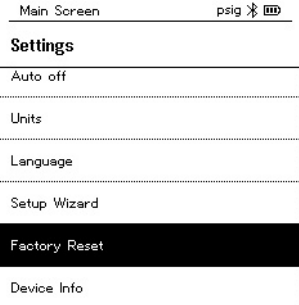 Main Screen psig
Settings
Auto off
Units
Language
Setup Wizard
Factory Reset
Device Info